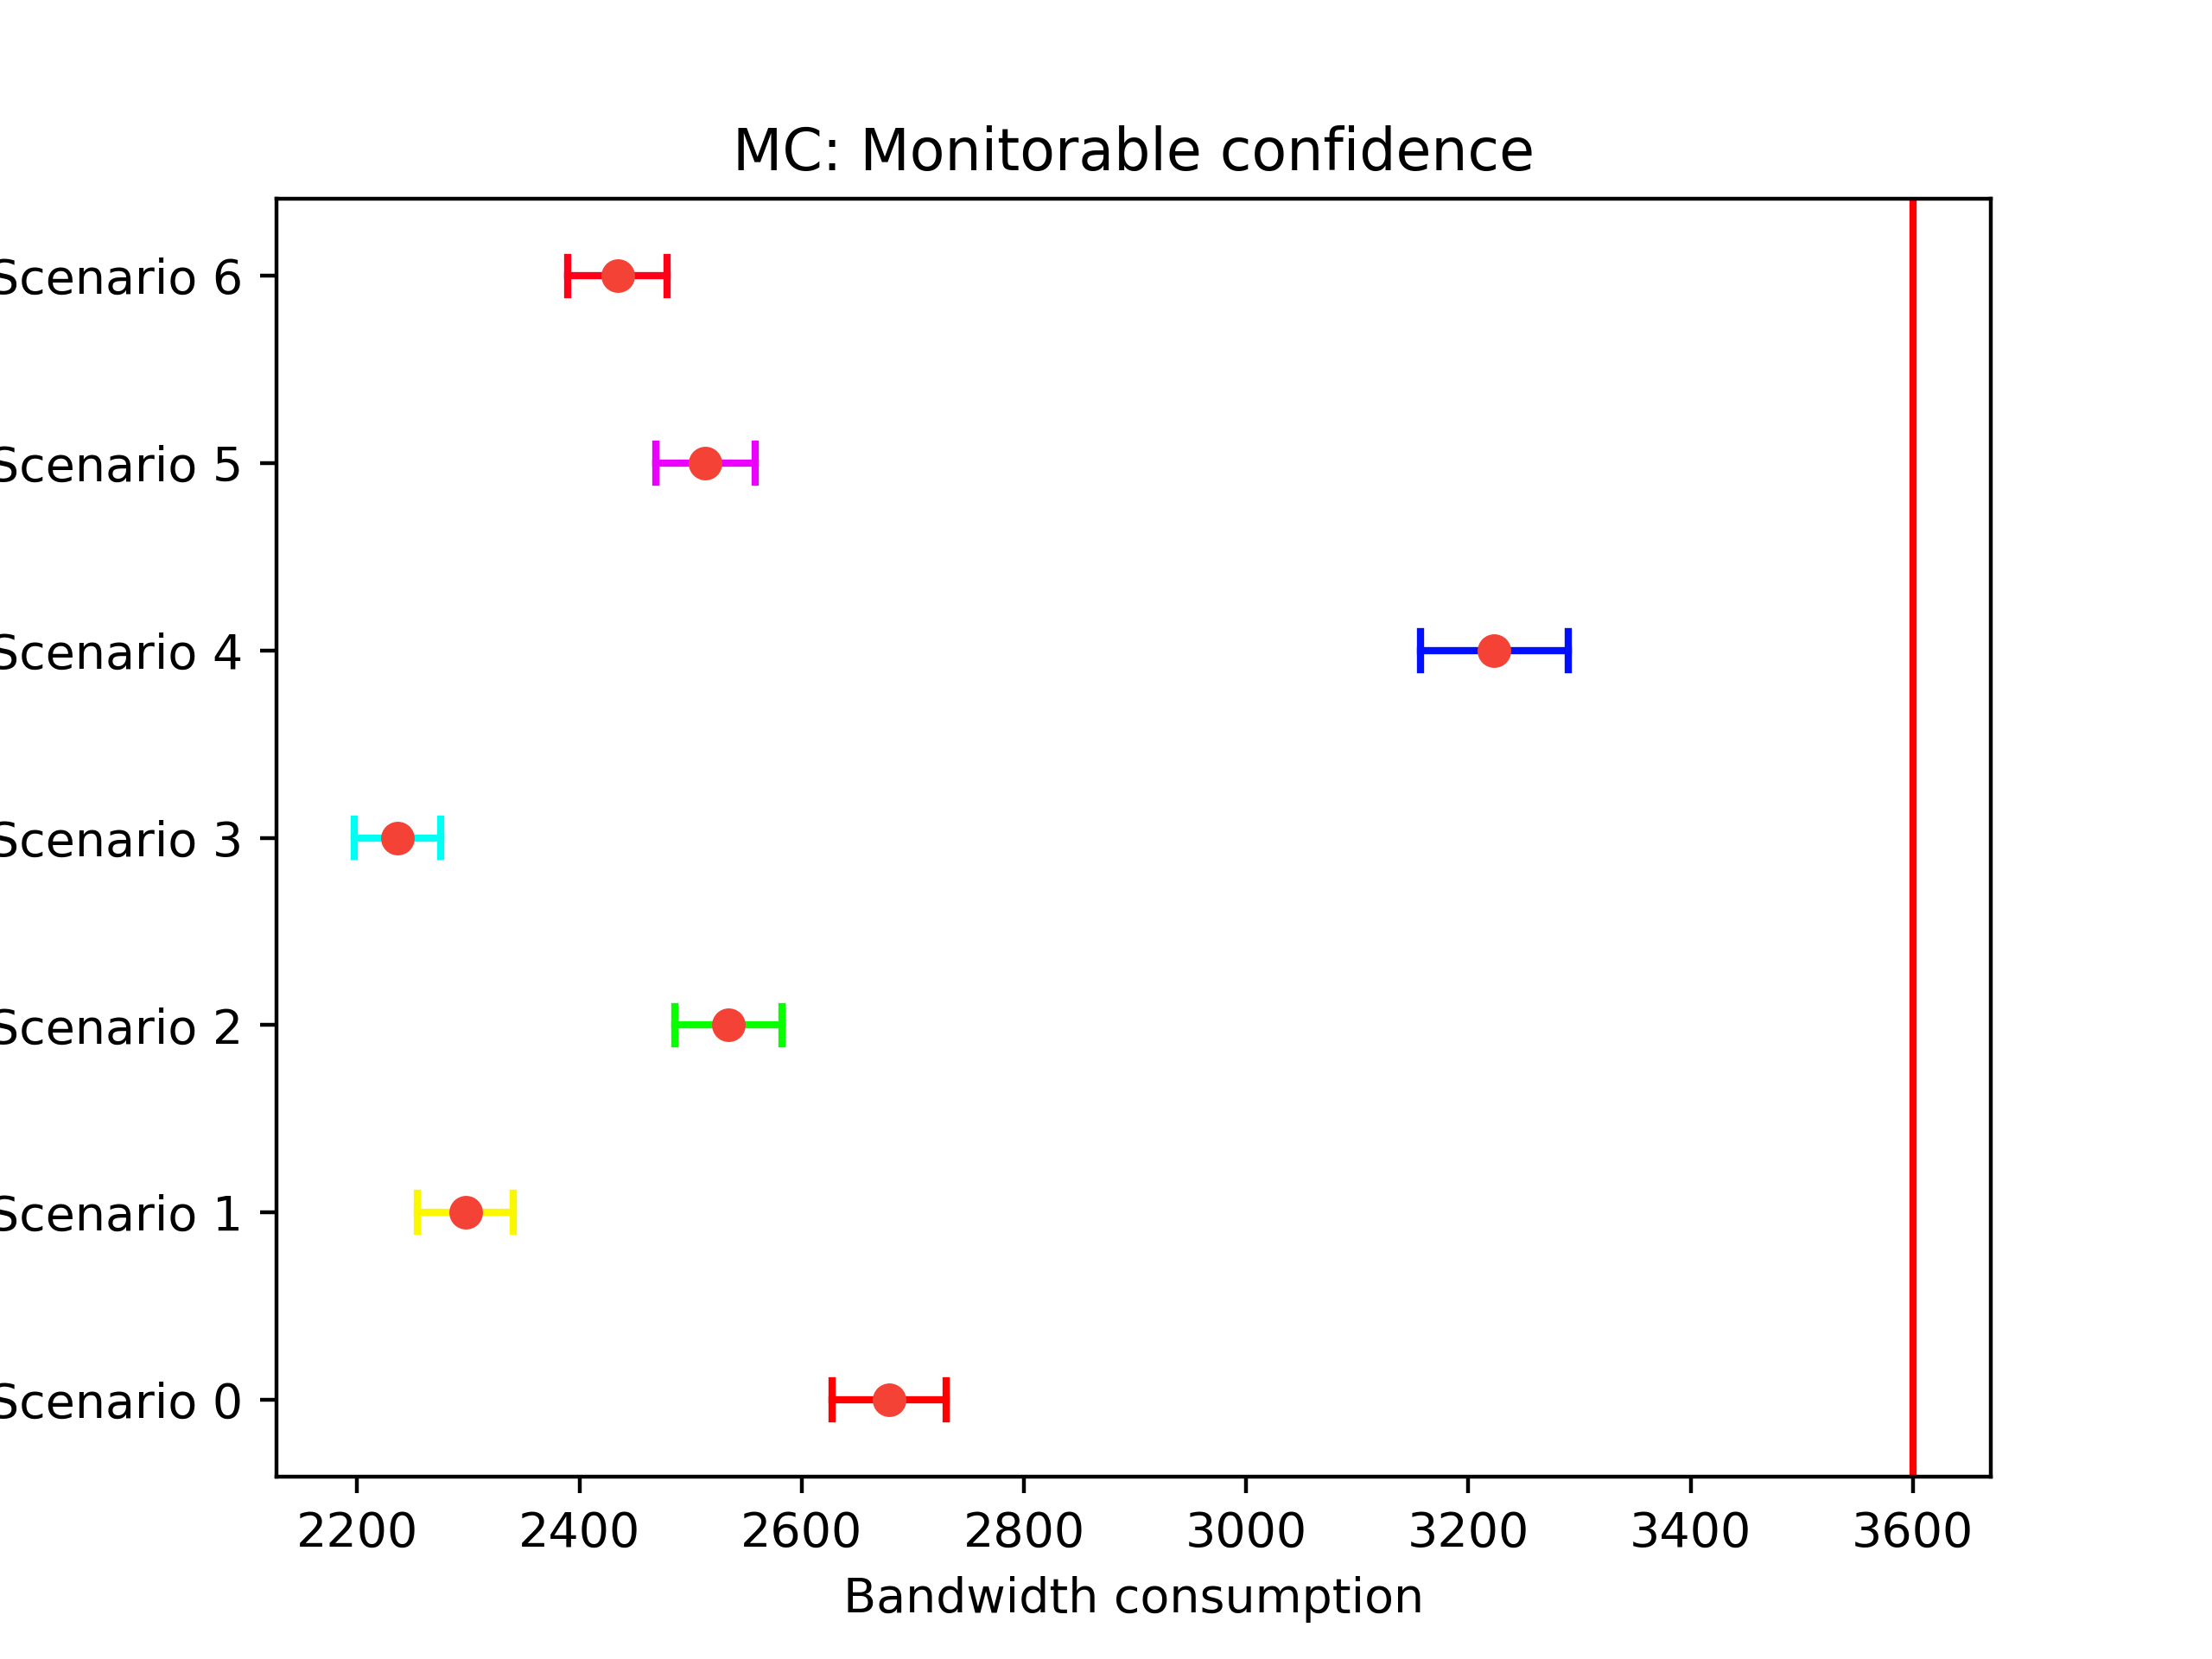 MC: Monitorable confidence
Scenario 6
Scenario 5
Scenario 4
Scenario 3
Scenario 2
Scenario 1
Scenario 0
2200 2400 2600 2800 3000 3200 3400 3600
Bandwidth consumption